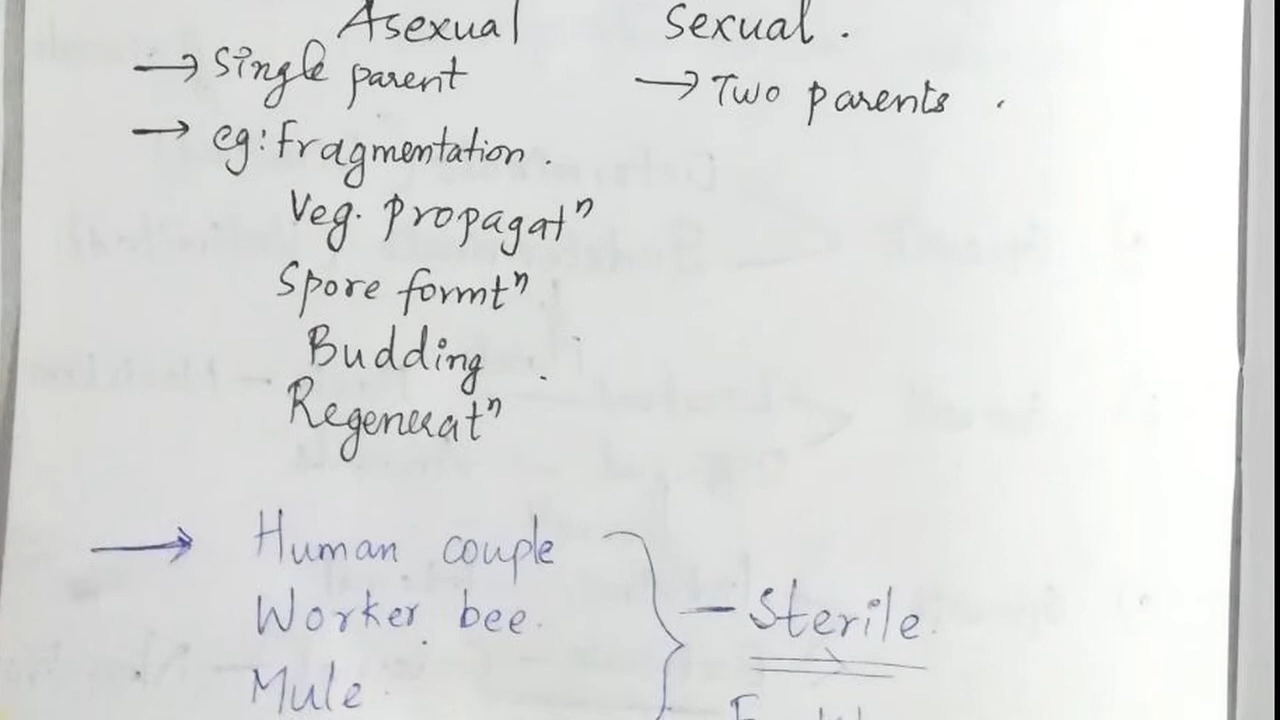 Asexual Sexual.
→ Single parent → Two parents.
→ eg: fragmentation.
Veg. propagatⁿ
Spore formtⁿ
Budding.
Regeneratⁿ
→ Human couple
Worker bee. — Sterile.
Mule